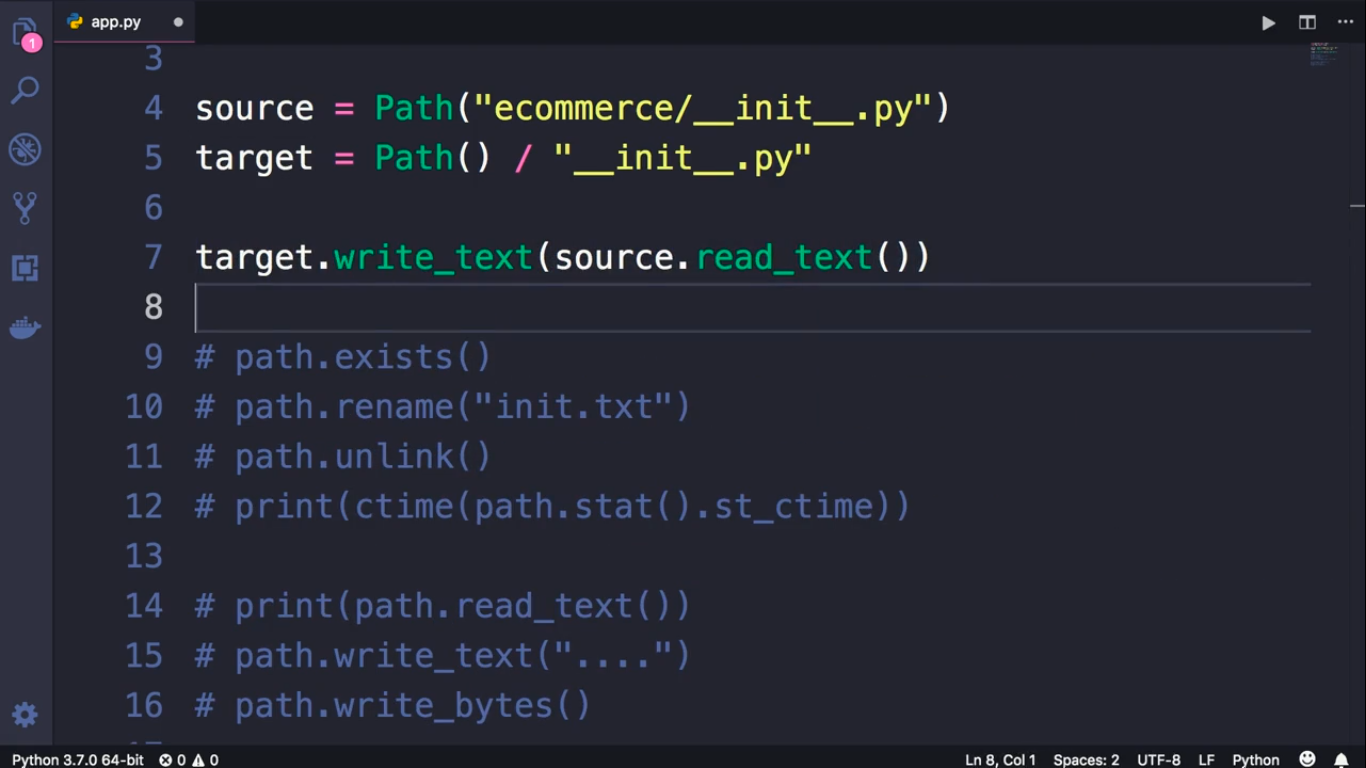 app.py
1
3
4 source = Path("ecommerce/__init__.py")
5 target = Path() / "__init__.py"
6
7 target.write_text(source.read_text())
8
9 # path.exists()
10 # path.rename("init.txt")
11 # path.unlink()
12 # print(ctime(path.stat().st_ctime))
13
14 # print(path.read_text())
15 # path.write_text("....")
16 # path.write_bytes()
Python 3.7.0 64-bit 0 0 Ln 8, Col 1 Spaces: 2 UTF-8 LF Python